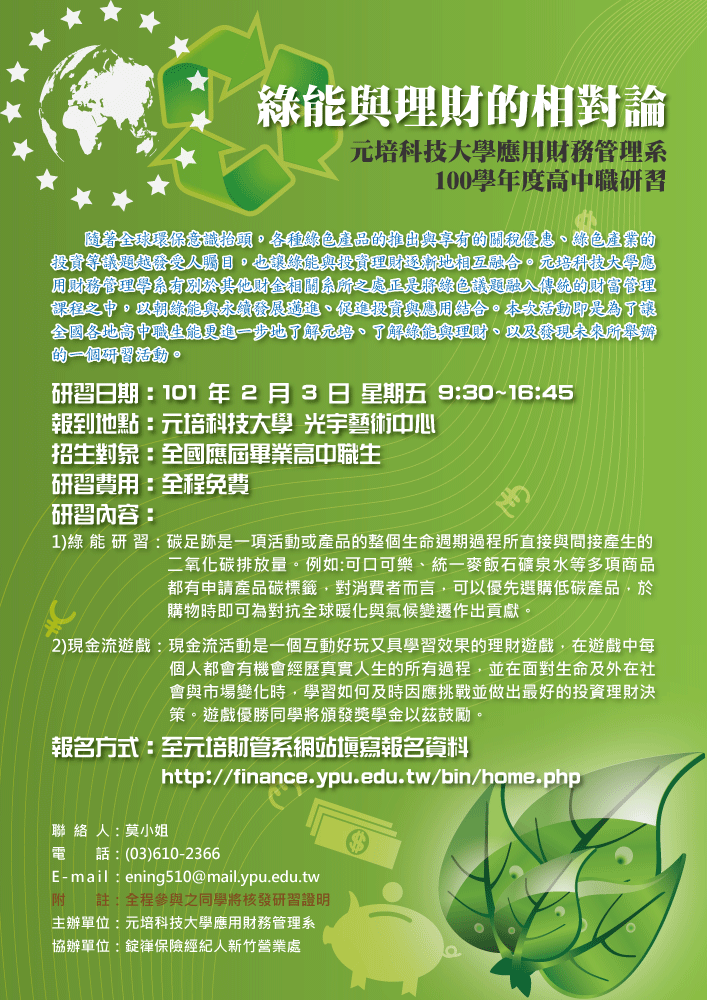 綠能與理財的相對論
元培科技大學應用財務管理系
100學年度高中職研習
隨著全球環保意識抬頭，各種綠色產品的推出與享有的關稅優惠、綠色產業的
投資等議題越發受人矚目，也讓綠能與投資理財逐漸地相互融合。元培科技大學應
用財務管理學系有別於其他財金相關系所之處正是將綠色議題融入傳統的財富管理
課程之中，以朝綠能與永續發展邁進、促進投資與應用結合。本次活動即是為了讓
全國各地高中職生能更進一步地了解元培、了解綠能與理財、以及發現未來所舉辦
的一個研習活動。
研習日期：101 年 2 月 3 日 星期五 9:30~16:45
報到地點：元培科技大學 光宇藝術中心
招生對象：全國應屆畢業高中職生
研習費用：全程免費
研習內容：
1)綠 能 研 習：碳足跡是一項活動或產品的整個生命週期過程所直接與間接產生的
二氧化碳排放量。例如:可口可樂、統一麥飯石礦泉水等多項商品
都有申請產品碳標籤，對消費者而言，可以優先選購低碳產品，於
購物時即可為對抗全球暖化與氣候變遷作出貢獻。
2)現金流遊戲：現金流活動是一個互動好玩又具學習效果的理財遊戲，在遊戲中每
個人都會有機會經歷真實人生的所有過程，並在面對生命及外在社
會與市場變化時，學習如何及時因應挑戰並做出最好的投資理財決
策。遊戲優勝同學將頒發獎學金以茲鼓勵。
報名方式：至元培財管系網站填寫報名資料
http://finance.ypu.edu.tw/bin/home.php
聯 絡 人：莫小姐
電 話：(03)610-2366
E-mail：ening510@mail.ypu.edu.tw
附 註：全程參與之同學將核發研習證明
主辦單位：元培科技大學應用財務管理系
協辦單位：錠嵂保險經紀人新竹營業處